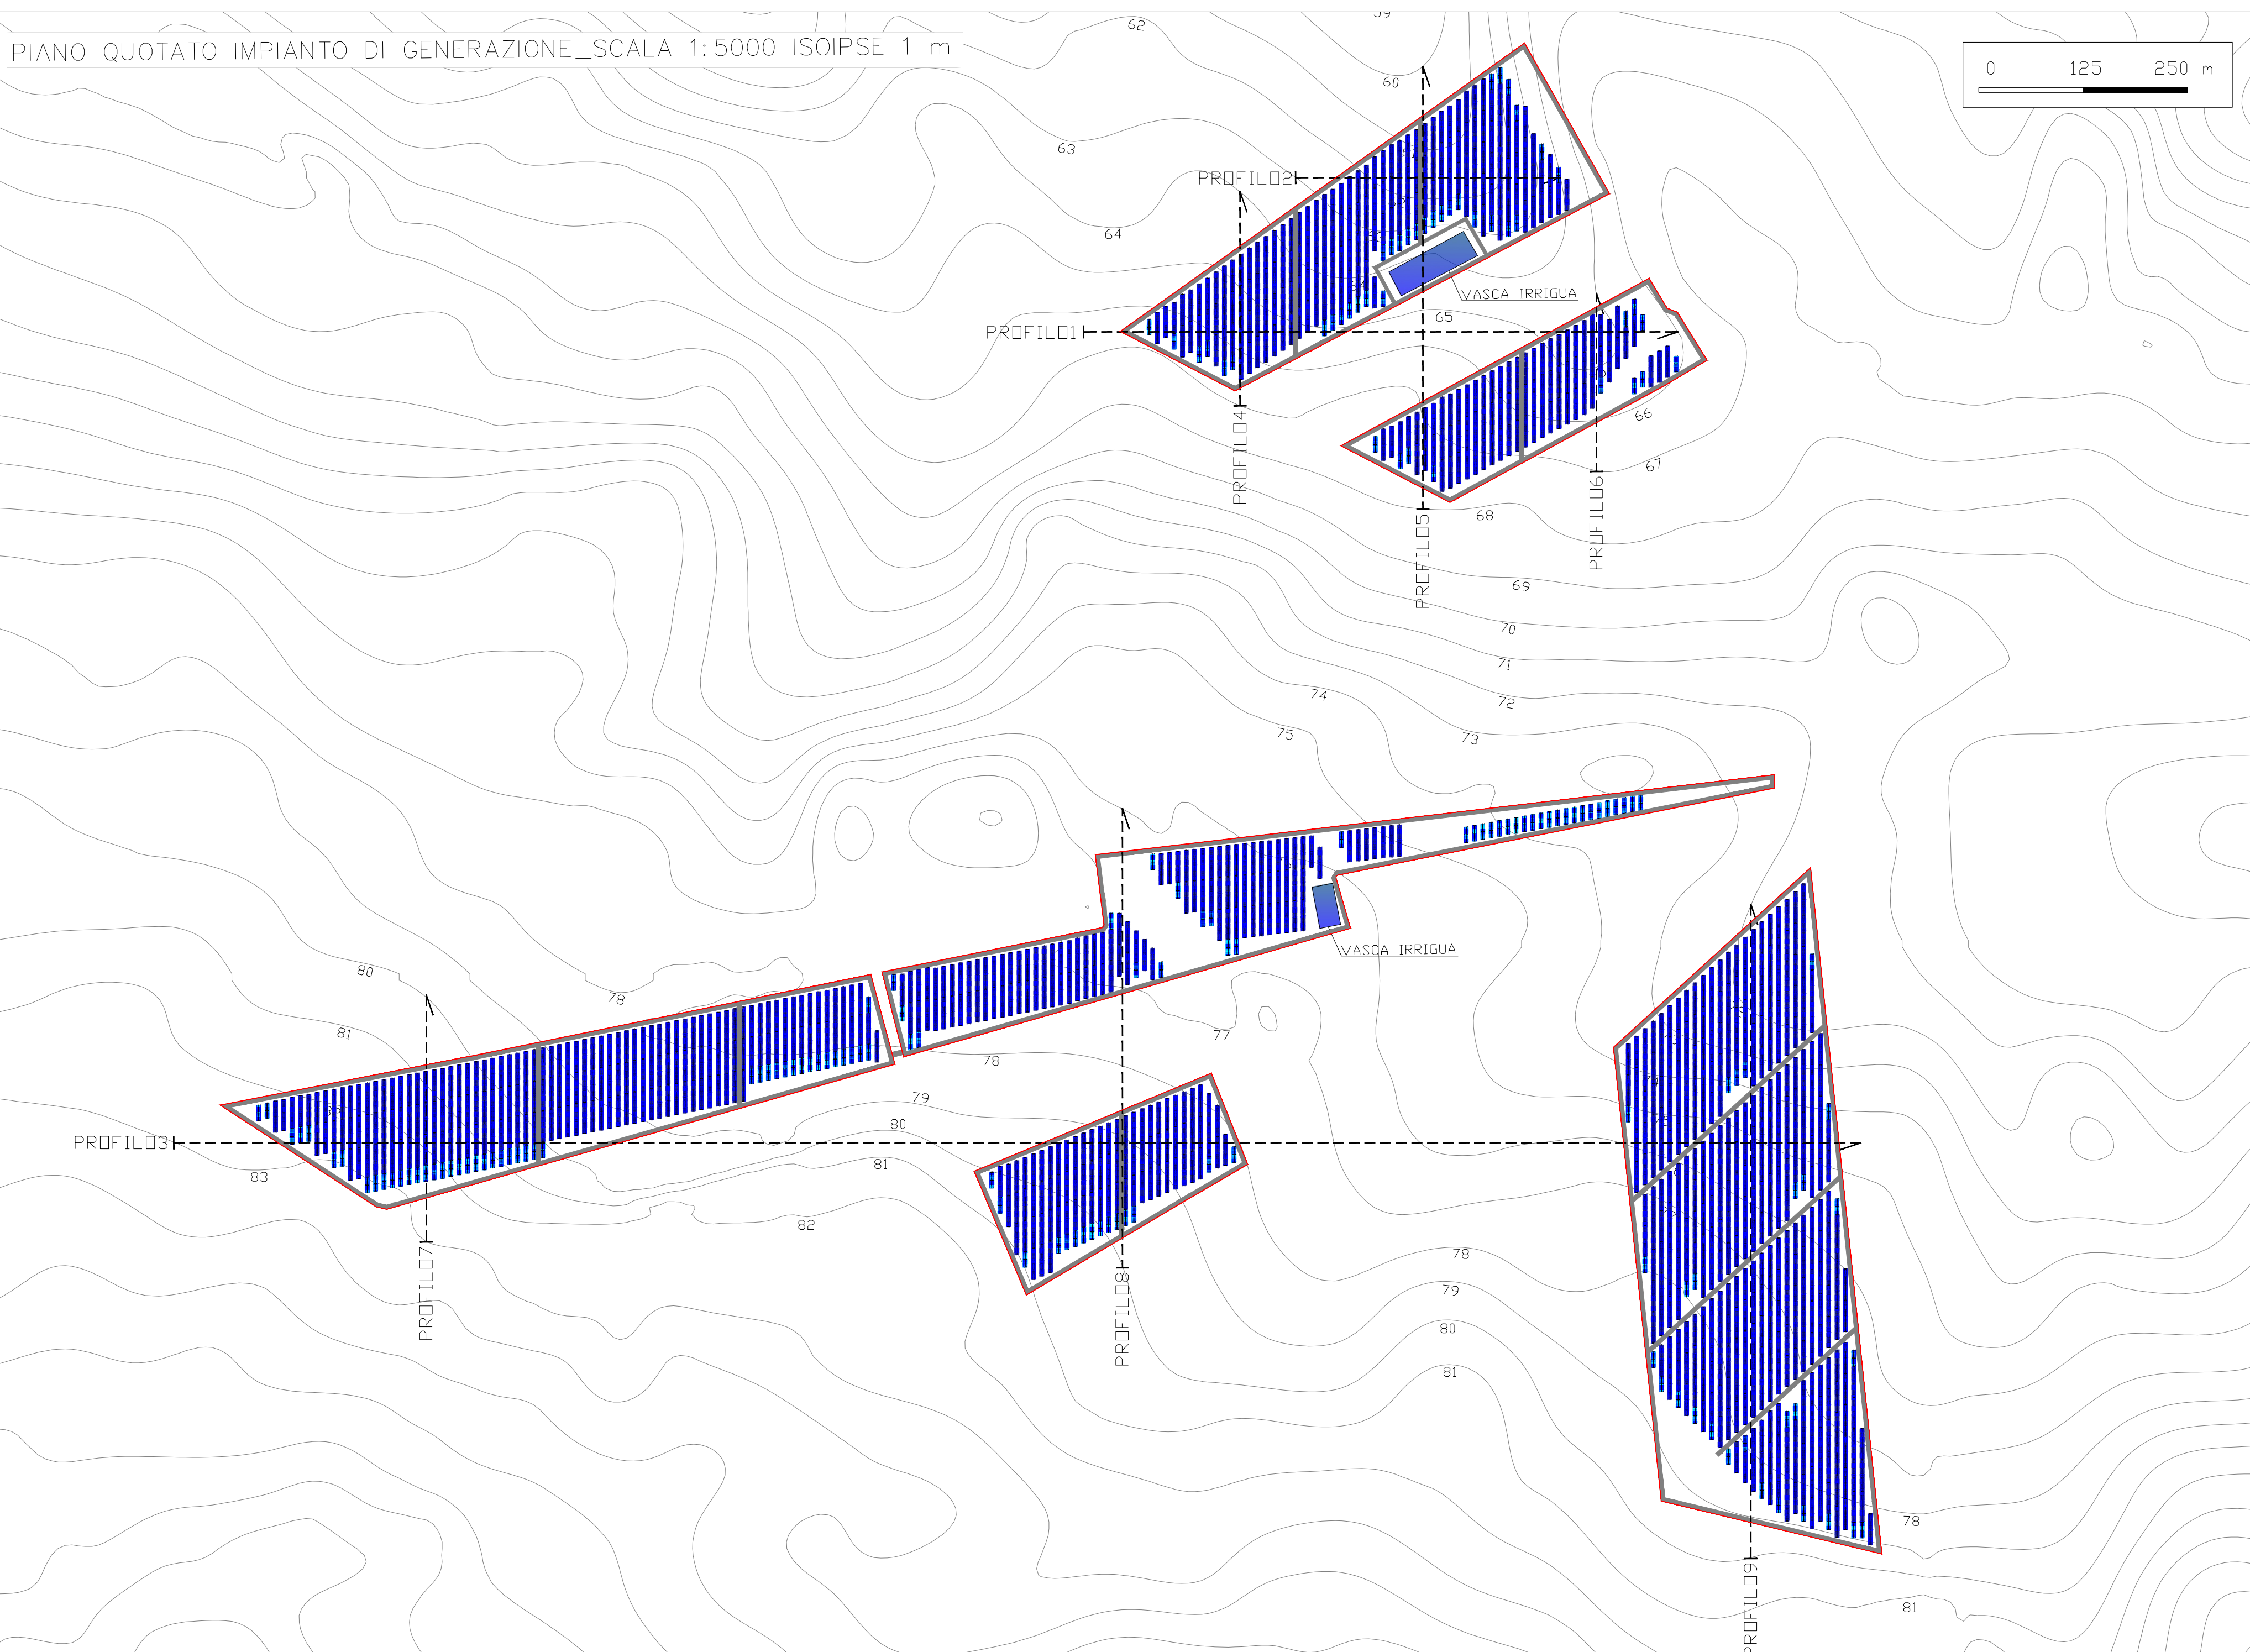 59
62
PIANO QUOTATO IMPIANTO DI GENERAZIONE_SCALA 1:5000 ISOIPSE 1 m
0 125 250 m
60
63
61
PROFILO2
64
VASCA IRRIGUA
65
PROFILO1
66
PROFILO4
67
68
PROFILO5
PROFILO6
69
70
71
74
72
75
73
VASCA IRRIGUA
80
78
81
77
78
79
80
PROFILO3
81
83
82
78
PROFILO7
79
PROFILO8
80
81
78
PROFILO9
81